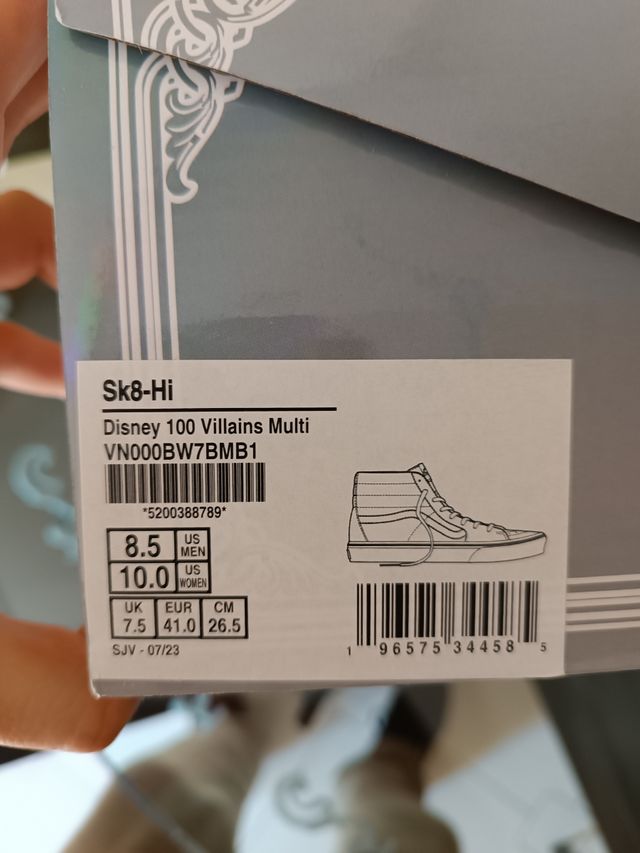 Sk8-Hi
Disney 100 Villains Multi
VN000BW7BMB1
*5200388789*
8.5 US MEN
10.0 US WOMEN
UK EUR CM
7.5 41.0 26.5
SJV - 07/23
1 96575 34458 5